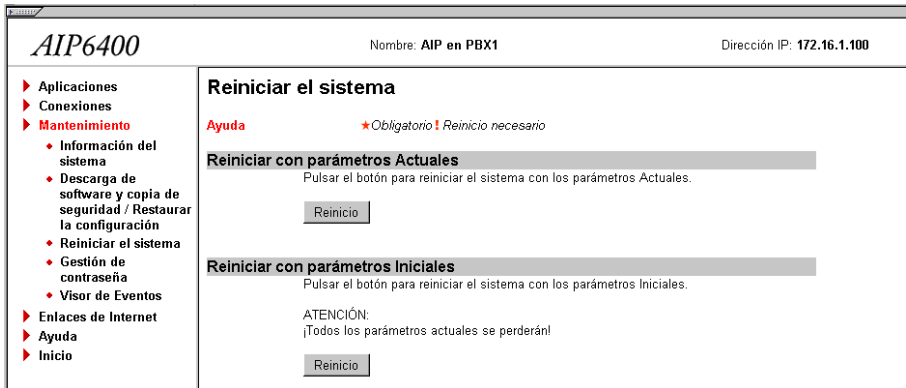 AIP6400
Nombre: AIP en PBX1
Dirección IP: 172.16.1.100
Aplicaciones
Conexiones
Mantenimiento
Información del
sistema
Descarga de
software y copia de
seguridad / Restaurar
la configuración
Reiniciar el sistema
Gestión de
contraseña
Visor de Eventos
Enlaces de Internet
Ayuda
Inicio
Reiniciar el sistema
Ayuda
★Obligatorio ! Reinicio necesario
Reiniciar con parámetros Actuales
Pulsar el botón para reiniciar el sistema con los parámetros Actuales.
Reinicio
Reiniciar con parámetros Iniciales
Pulsar el botón para reiniciar el sistema con los parámetros Iniciales.
ATENCIÓN:
¡Todos los parámetros actuales se perderán!
Reinicio